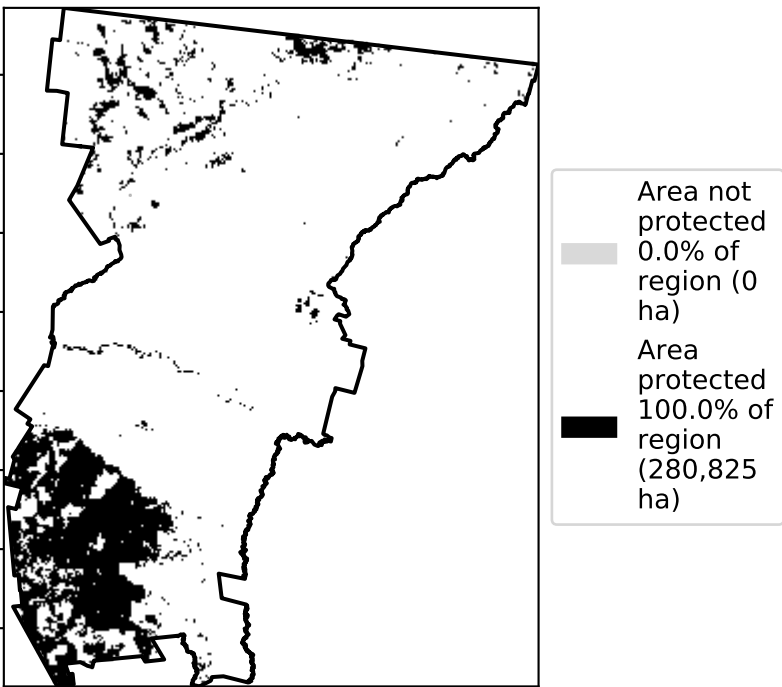 Area not
protected
0.0% of
region (0
ha)
Area
protected
100.0% of
region
(280,825
ha)